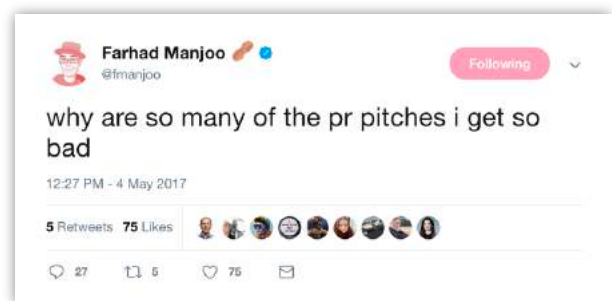 Farhad Manjoo
@fmanjoo
Following
why are so many of the pr pitches i get so
bad
12:27 PM - 4 May 2017
5 Retweets 75 Likes
27 5 75